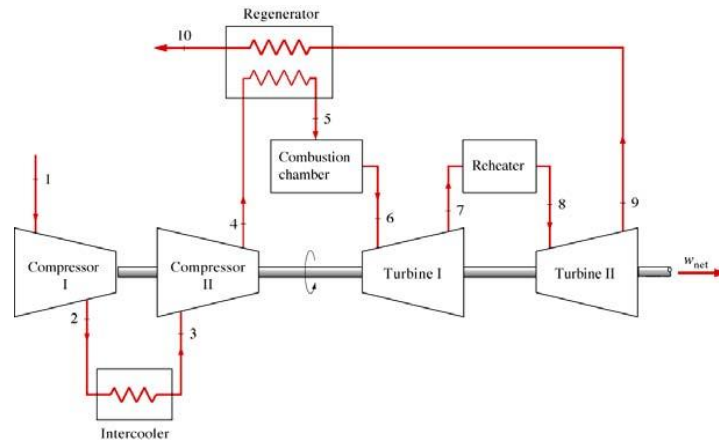 Regenerator
10
5
Combustion
chamber
Reheater
1
4
6
7
8
9
Compressor
I
Compressor
II
Turbine I
Turbine II
wnet
2
3
Intercooler